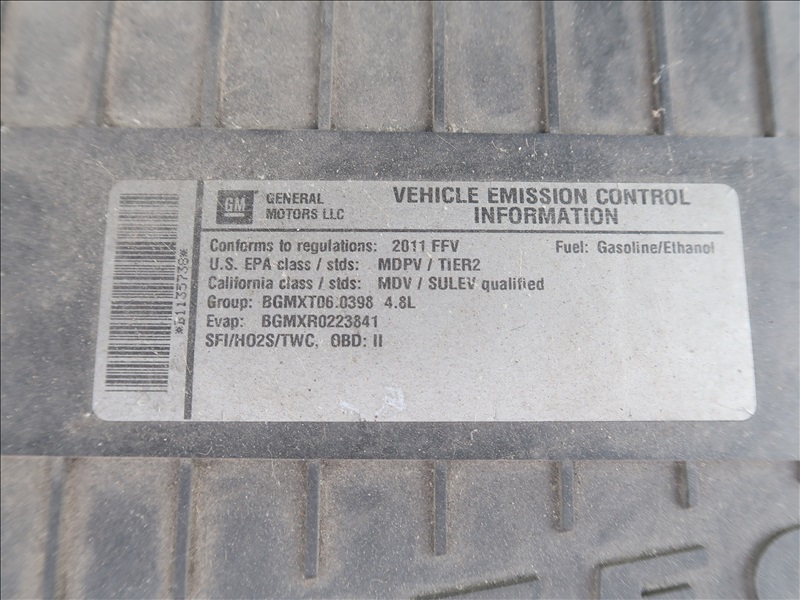 GM
GENERAL
MOTORS LLC
VEHICLE EMISSION CONTROL
INFORMATION
Conforms to regulations: 2011 FFV Fuel: Gasoline/Ethanol
U.S. EPA class / stds: MDPV / TIER2
California class / stds: MDV / SULEV qualified
Group: BGMXT06.0398 4.8L
Evap: BGMXR0223841
SFI/HO2S/TWC, OBD: II